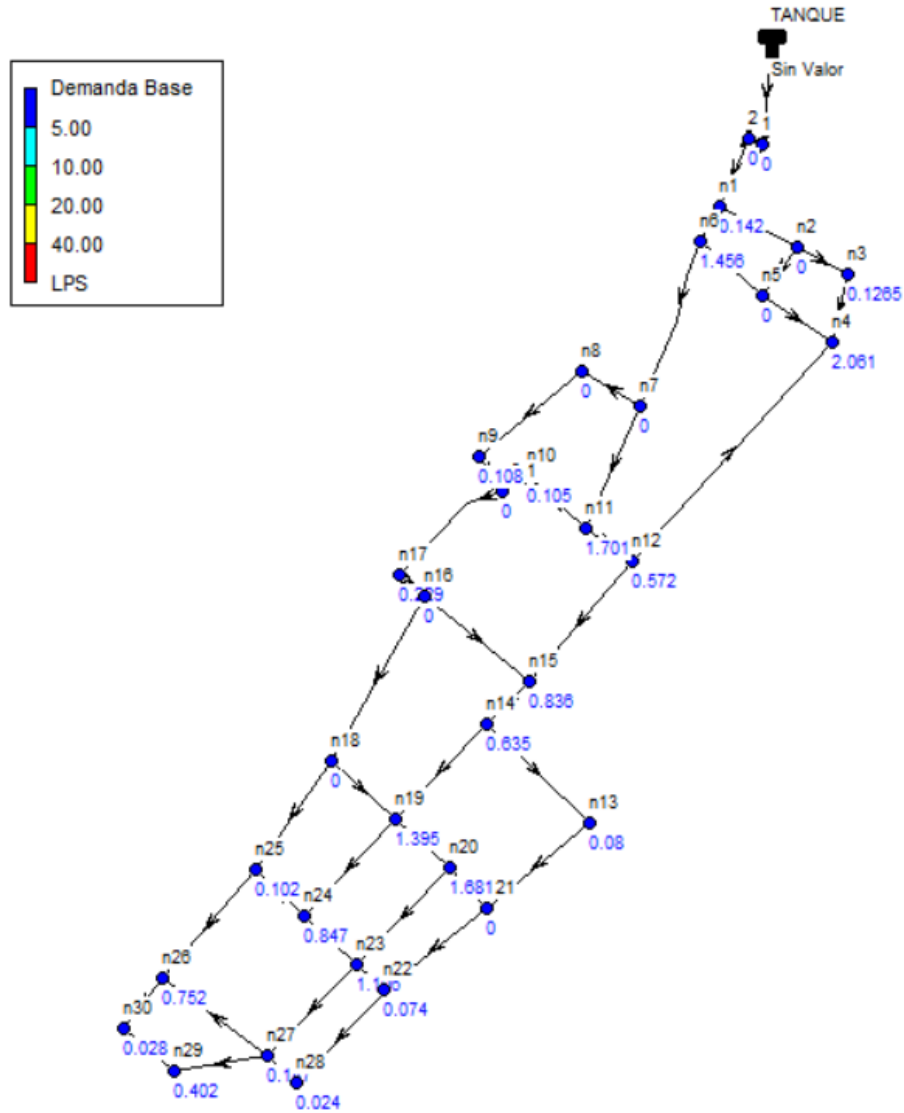 TANQUE
Sin Valor
Demanda Base
5.00
10.00
20.00
40.00
LPS
2
1
0
0
n1
0.142
n6
1.456
n2
0
n3
0.1265
n5
0
n4
2.061
n8
0
n7
0
n9
0.108
n10
0.105
1
0
n11
1.701
n12
0.572
n17
n16
0
n15
0.836
n14
0.635
n18
0
n19
1.395
n13
0.08
n20
1.681
21
0
n25
0.102
n24
0.847
n23
n22
0.074
n26
0.752
n30
0.028
n29
0.402
n27
n28
0.024